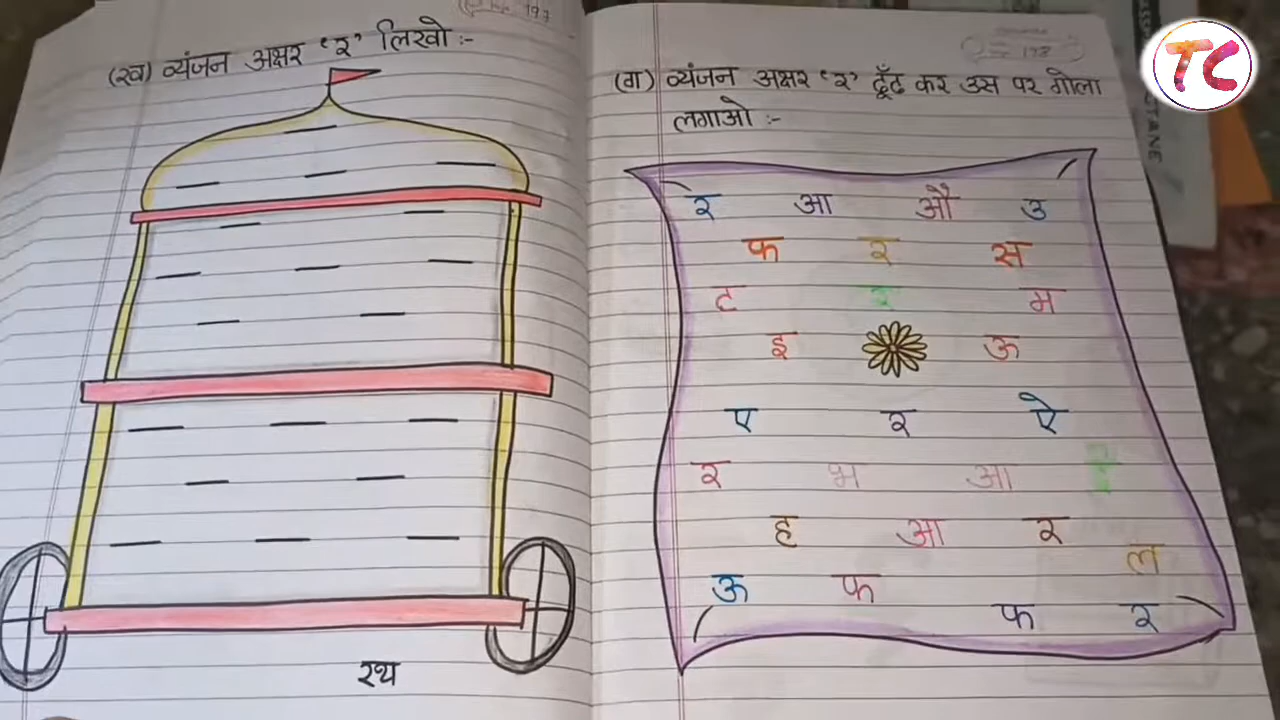 (ख) व्यंजन अक्षर 'र' लिखो :-
रथ
(ग) व्यंजन अक्षर 'र' ढूँढ कर उस पर गोला
लगाओ :-
र आ औ उ
फ र स
ट र म
इ ऊ
ए र ऐ
र भ आ
ह आ र
ल
ऊ फ
फ र
TC